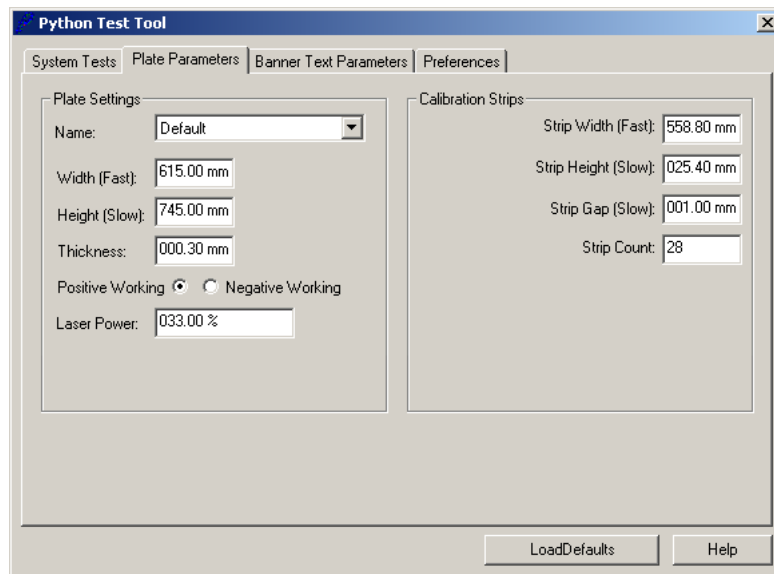 Python Test Tool
System Tests
Plate Parameters
Banner Text Parameters
Preferences
Plate Settings
Name: Default
Width (Fast): 615.00 mm
Height (Slow): 745.00 mm
Thickness: 000.30 mm
Positive Working Negative Working
Laser Power: 033.00 %
Calibration Strips
Strip Width (Fast): 558.80 mm
Strip Height (Slow): 025.40 mm
Strip Gap (Slow): 001.00 mm
Strip Count: 28
LoadDefaults
Help